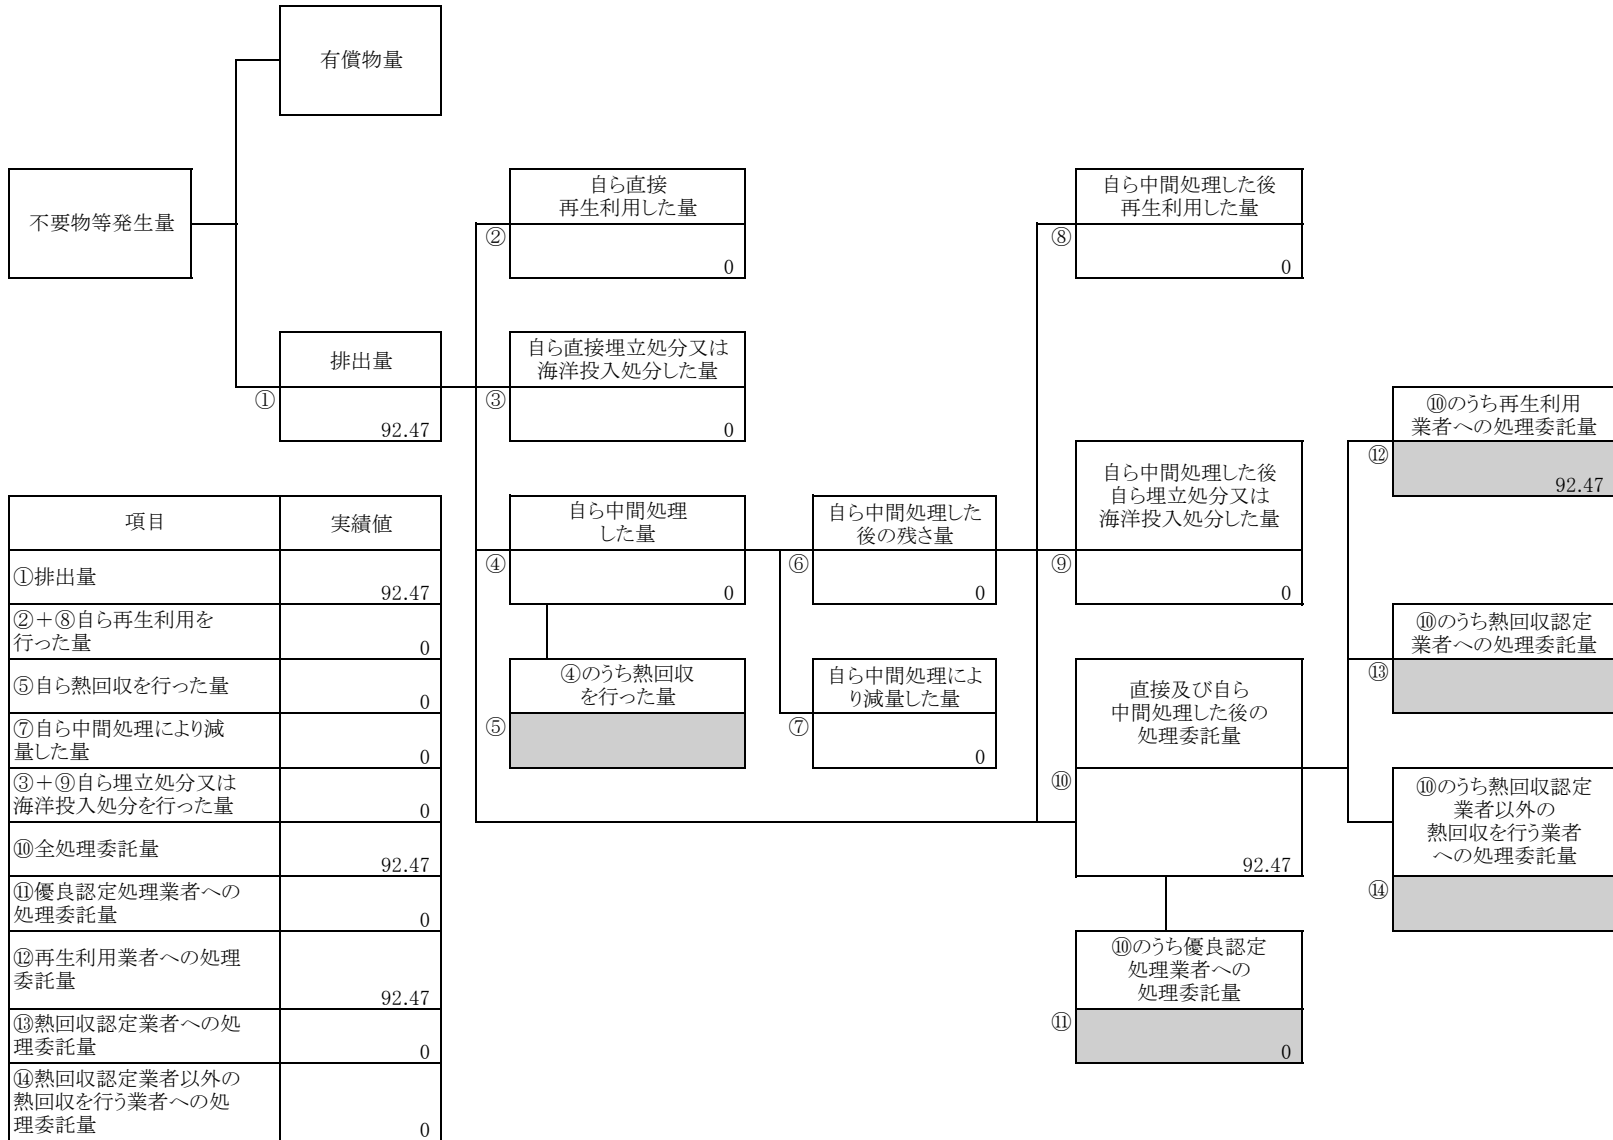 有償物量
不要物等発生量
自ら直接
再生利用した量
②
0
自ら中間処理した後
再生利用した量
⑧
0
排出量
①
92.47
自ら直接埋立処分又は
海洋投入処分した量
③
0
⑩のうち再生利用
業者への処理委託量
⑫
92.47
自ら中間処理
した量
④
0
自ら中間処理した
後の残さ量
⑥
0
自ら中間処理した後
自ら埋立処分又は
海洋投入処分した量
⑨
0
⑩のうち熱回収認定
業者への処理委託量
⑬
④のうち熱回収
を行った量
⑤
自ら中間処理によ
り減量した量
⑦
0
直接及び自ら
中間処理した後の
処理委託量
⑩
92.47
⑩のうち熱回収認定
業者以外の
熱回収を行う業者
への処理委託量
⑭
⑩のうち優良認定
処理業者への
処理委託量
⑪
0
項目 実績値
①排出量 92.47
②＋⑧自ら再生利用を
行った量 0
⑤自ら熱回収を行った量 0
⑦自ら中間処理により減
量した量 0
③＋⑨自ら埋立処分又は
海洋投入処分を行った量 0
⑩全処理委託量 92.47
⑪優良認定処理業者への
処理委託量 0
⑫再生利用業者への処理
委託量 92.47
⑬熱回収認定業者への処
理委託量 0
⑭熱回収認定業者以外の
熱回収を行う業者への処
理委託量 0